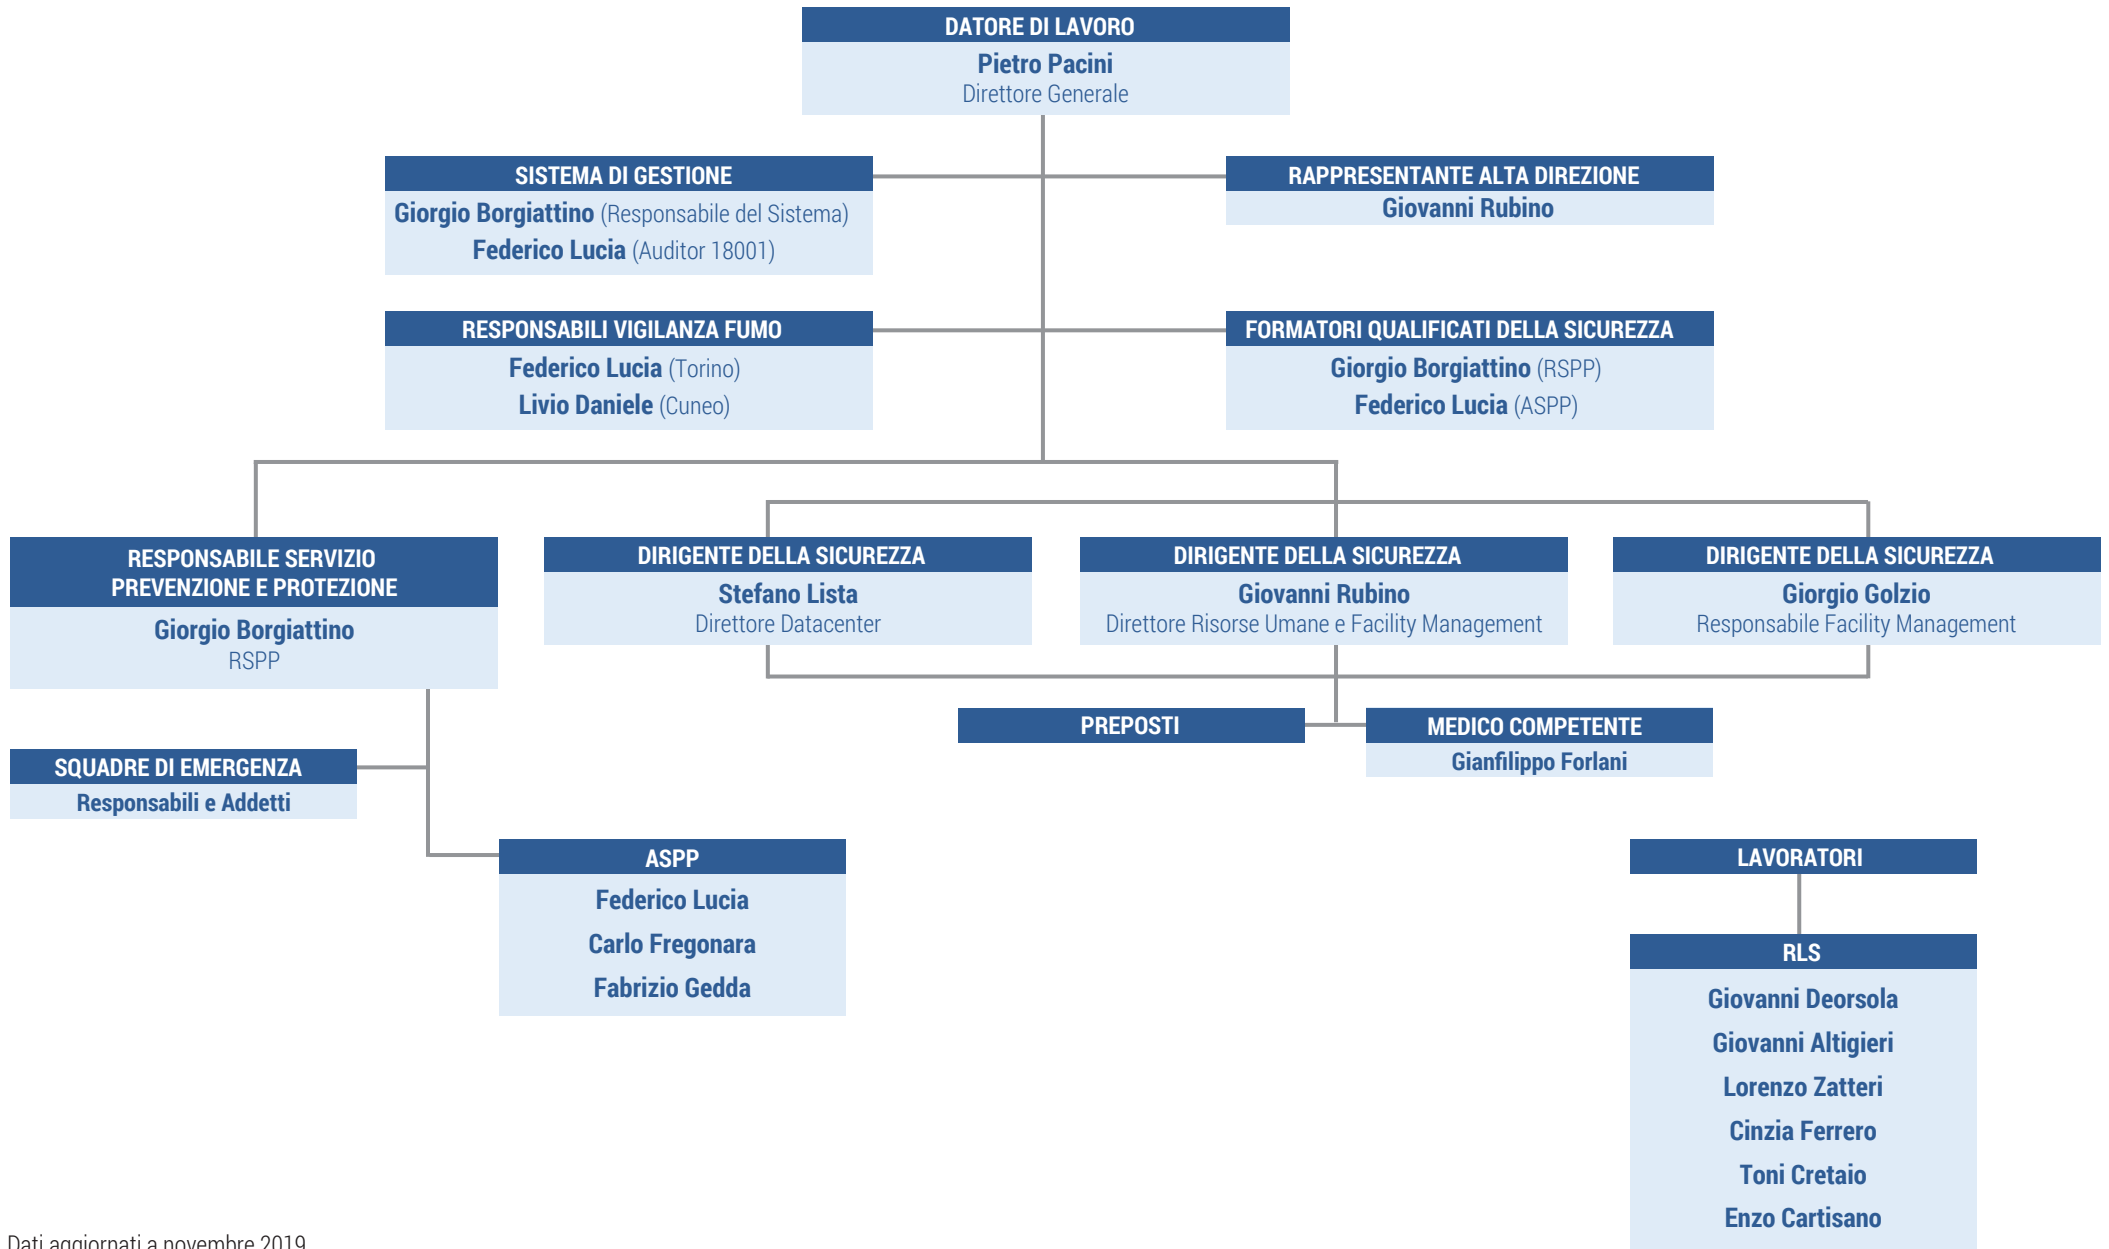 DATORE DI LAVORO
Pietro Pacini
Direttore Generale
SISTEMA DI GESTIONE
Giorgio Borgiattino (Responsabile del Sistema)
Federico Lucia (Auditor 18001)
RAPPRESENTANTE ALTA DIREZIONE
Giovanni Rubino
RESPONSABILI VIGILANZA FUMO
Federico Lucia (Torino)
Livio Daniele (Cuneo)
FORMATORI QUALIFICATI DELLA SICUREZZA
Giorgio Borgiattino (RSPP)
Federico Lucia (ASPP)
RESPONSABILE SERVIZIO
PREVENZIONE E PROTEZIONE
Giorgio Borgiattino
RSPP
DIRIGENTE DELLA SICUREZZA
Stefano Lista
Direttore Datacenter
DIRIGENTE DELLA SICUREZZA
Giovanni Rubino
Direttore Risorse Umane e Facility Management
DIRIGENTE DELLA SICUREZZA
Giorgio Golzio
Responsabile Facility Management
PREPOSTI
MEDICO COMPETENTE
Gianfilippo Forlani
SQUADRE DI EMERGENZA
Responsabili e Addetti
ASPP
Federico Lucia
Carlo Fregonara
Fabrizio Gedda
LAVORATORI
RLS
Giovanni Deorsola
Giovanni Altigieri
Lorenzo Zatteri
Cinzia Ferrero
Toni Cretaio
Enzo Cartisano
Dati aggiornati a novembre 2019